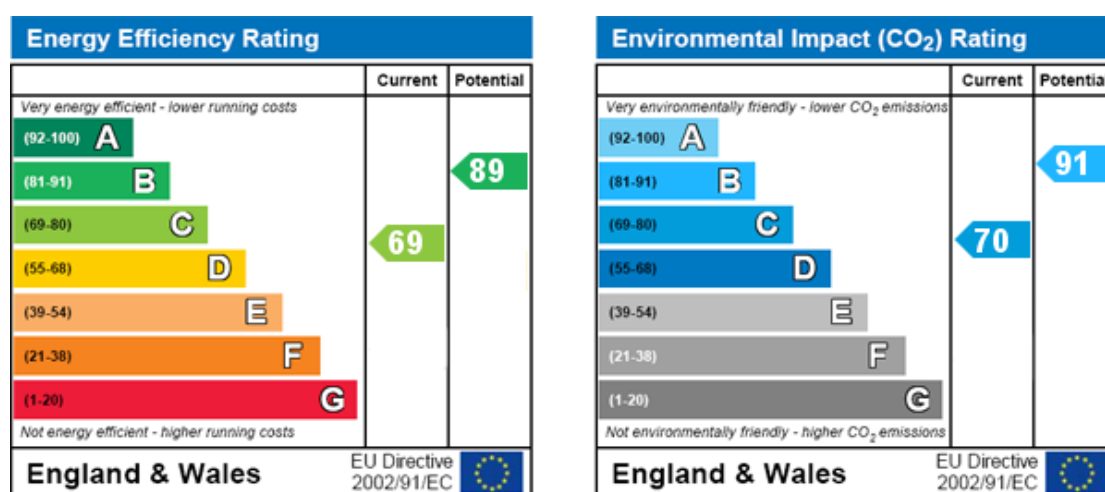 Energy Efficiency Rating
Current Potential
Very energy efficient - lower running costs
(92-100) A
(81-91) B
89
(69-80) C
69
(55-68) D
(39-54) E
(21-38) F
(1-20) G
Not energy efficient - higher running costs
England & Wales
EU Directive
2002/91/EC
Environmental Impact (CO₂) Rating
Current Potentia
Very environmentally friendly - lower CO₂ emissions
(92-100) A
91
(81-91) B
(69-80) C
70
(55-68) D
(39-54) E
(21-38) F
(1-20) G
Not environmentally friendly - higher CO₂ emissions
England & Wales
EU Directive
2002/91/EC